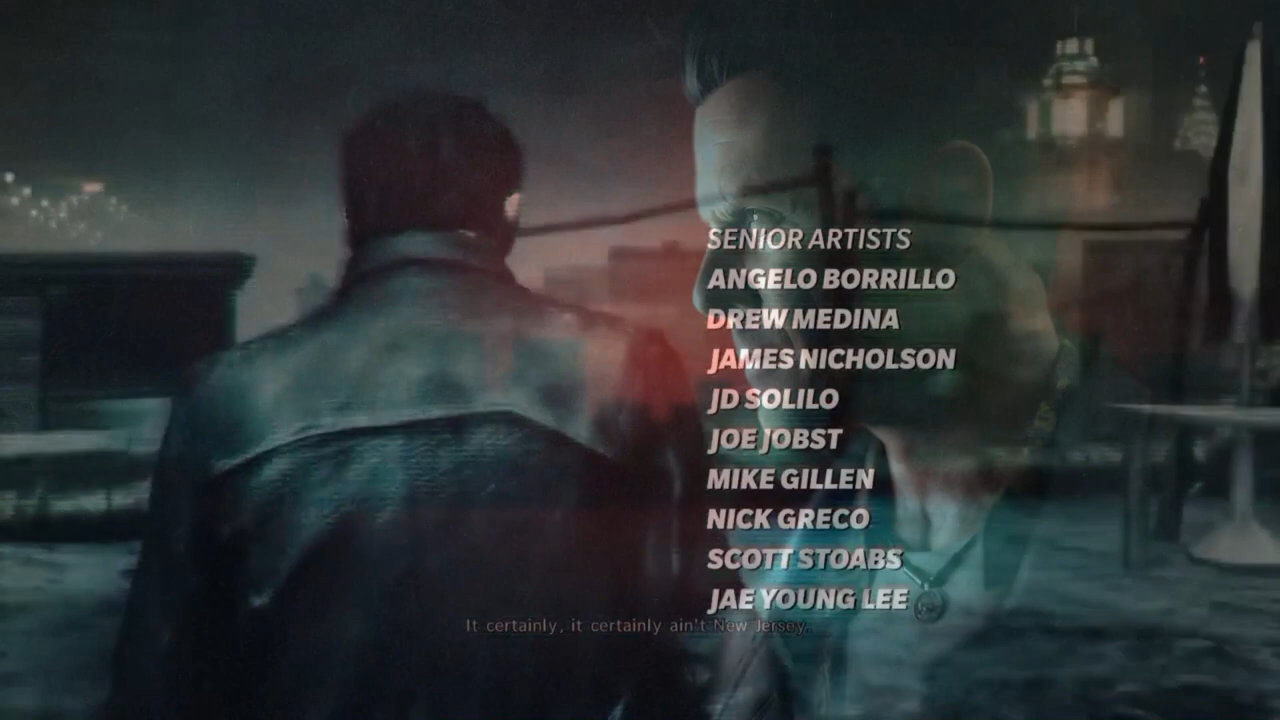 SENIOR ARTISTS
ANGELO BORRILLO
DREW MEDINA
JAMES NICHOLSON
JD SOLILO
JOE JOBST
MIKE GILLEN
NICK GRECO
SCOTT STOABS
JAE YOUNG LEE
It certainly, it certainly ain't New Jersey.